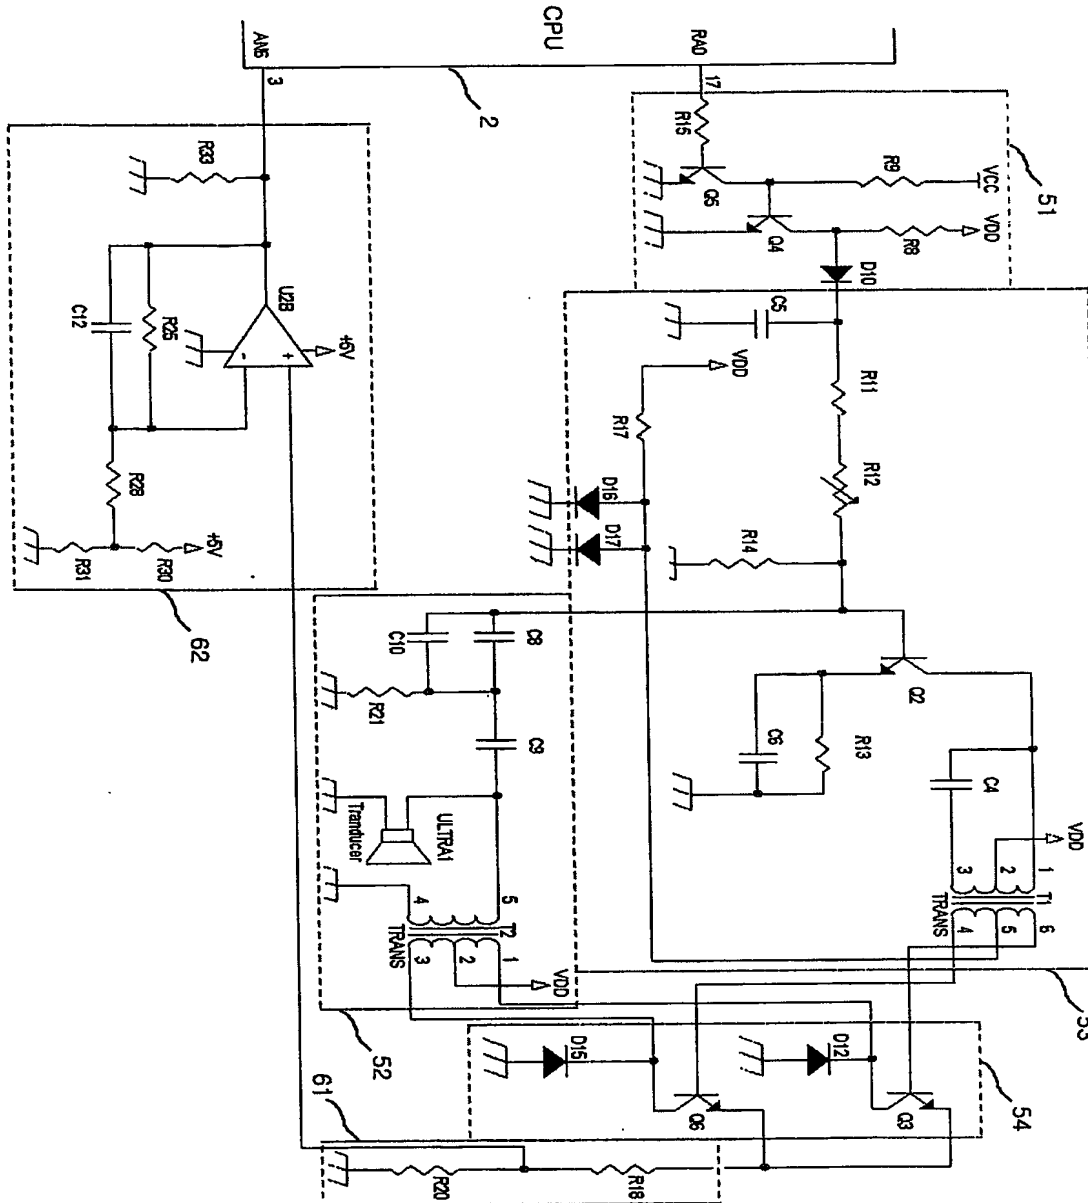 CPU
AN6
3
2
RA0
17
R15
51
R9
VCC
Q5
Q4
R8
VDD
D10
R33
U2B
+5V
-
+
C12
R25
R28
+5V
R31
R30
62
C5
VDD
R17
R11
R12
D16
D17
R14
Q2
C10
C8
R21
C9
C6
R13
C4
VDD
3
2
1
T1
TRANS
4
5
6
Tranducer
ULTRA1
4
5
T2
TRANS
3
2
1
VDD
53
52
D15
D12
54
61
Q6
Q3
R20
R18